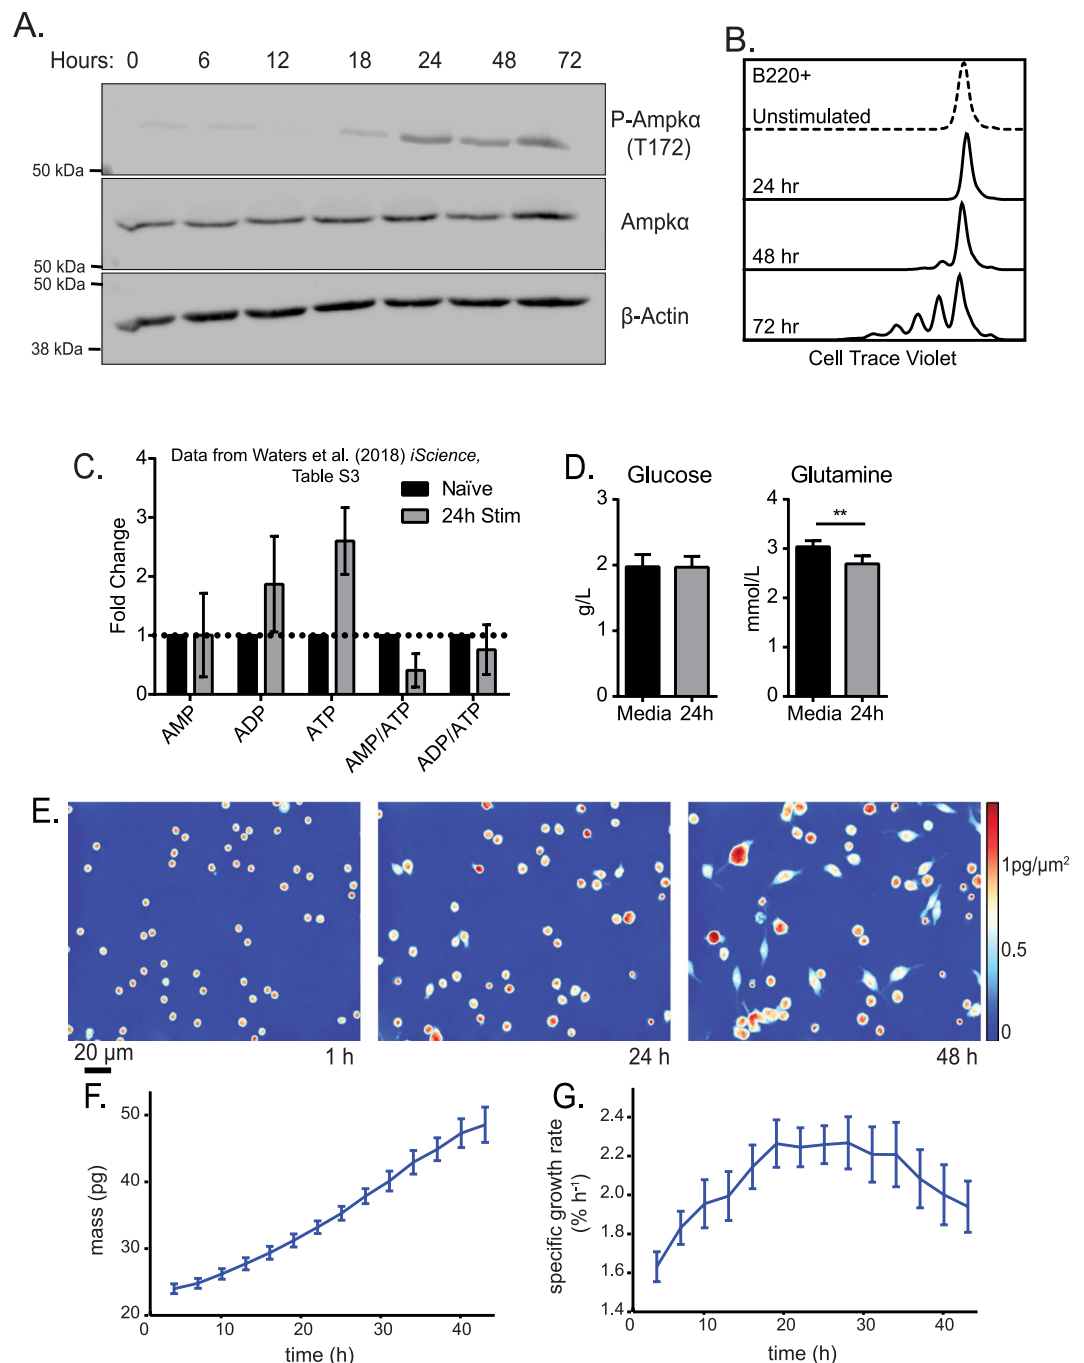 A.
Hours: 0 6 12 18 24 48 72
P-Ampkα
(T172)
50 kDa
Ampkα
50 kDa
50 kDa
β-Actin
38 kDa
B.
B220+
Unstimulated
24 hr
48 hr
72 hr
Cell Trace Violet
C.
Data from Waters et al. (2018) iScience,
Table S3
Naïve
24h Stim
Fold Change
4
3
2
1
0
AMP
ADP
ATP
AMP/ATP
ADP/ATP
D.
Glucose
g/L
3
2
1
0
Media 24h
Glutamine
mmol/L
4
3
2
1
0
**
Media 24h
E.
1pg/µm²
0.5
0
20 µm
1 h
24 h
48 h
F.
mass (pg)
50
40
30
20
0 10 20 30 40
time (h)
G.
specific growth rate
(% h⁻¹)
2.4
2.2
2.0
1.8
1.6
1.4
0 10 20 30 40
time (h)